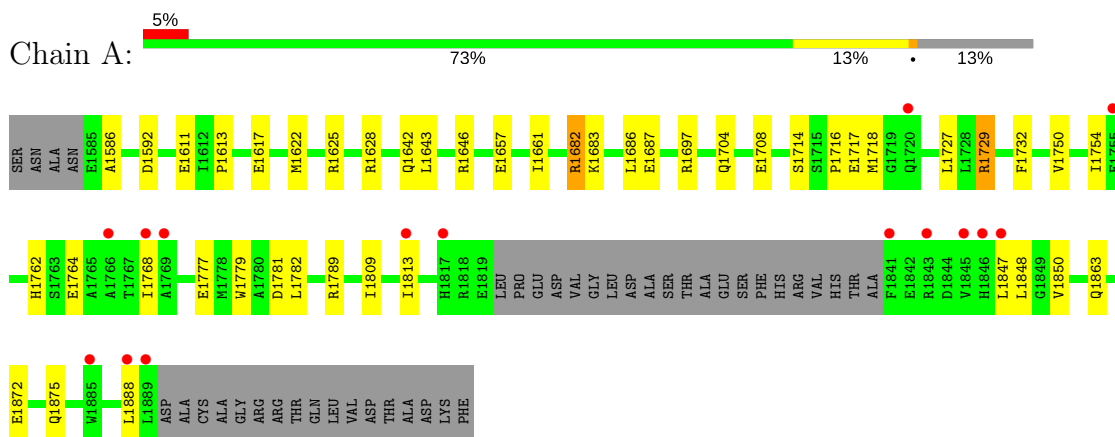 5%
Chain A:
73% 13% • 13%
SER ASN ALA ASN E1585 A1586 D1592 E1611 I1612 P1613 E1617 M1622 R1625 R1628 Q1642 L1643 R1646 E1657 I1661 R1682 K1683 L1686 E1687 R1697 Q1704 E1708 S1714 S1715 P1716 E1717 M1718 G1719 Q1720 L1727 L1728 R1729 F1732 V1750 I1754 E1755
H1762 S1763 E1764 A1765 A1766 T1767 I1768 A1769 E1777 M1778 W1779 A1780 D1781 L1782 R1789 I1809 I1813 H1817 R1818 E1819 LEU PRO GLU ASP VAL GLY LEU ASP ALA SER THR ALA GLU SER PHE HIS ARG VAL HIS THR ALA F1841 E1842 R1843 D1844 V1845 H1846 L1847 L1848 G1849 V1850 Q1863
E1872 Q1875 W1885 L1888 L1889 ASP ALA CYS ALA GLY ARG ARG THR GLN LEU VAL ASP THR ALA ASP LYS PHE